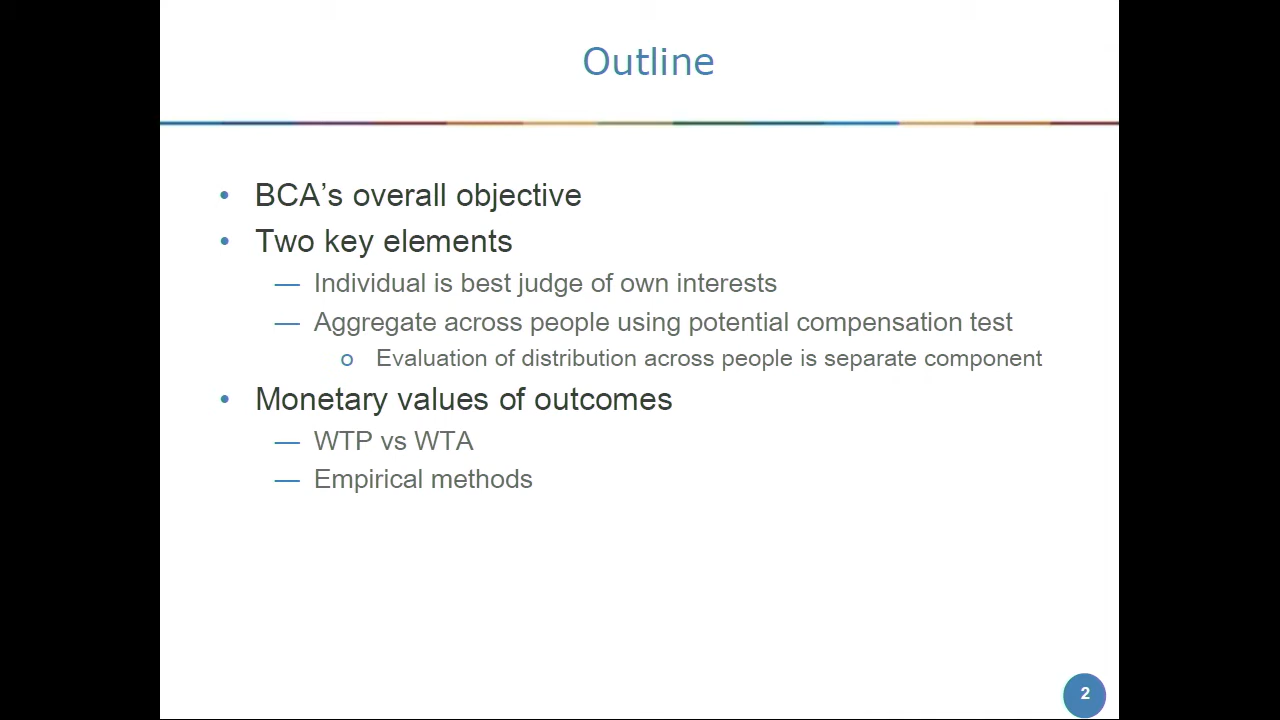 Outline
• BCA’s overall objective
• Two key elements
— Individual is best judge of own interests
— Aggregate across people using potential compensation test
o Evaluation of distribution across people is separate component
• Monetary values of outcomes
— WTP vs WTA
— Empirical methods
2